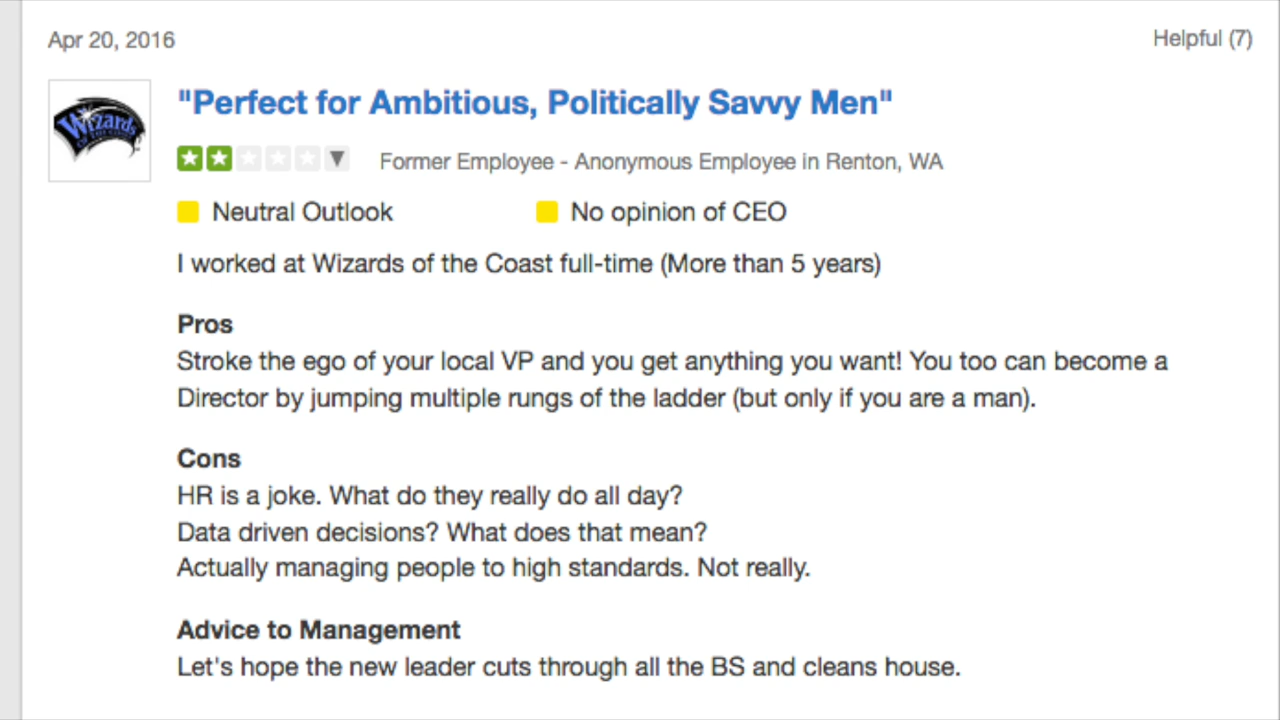 Apr 20, 2016
Helpful (7)
Wizards
OF THE COAST
"Perfect for Ambitious, Politically Savvy Men"
Former Employee - Anonymous Employee in Renton, WA
Neutral Outlook
No opinion of CEO
I worked at Wizards of the Coast full-time (More than 5 years)
Pros
Stroke the ego of your local VP and you get anything you want! You too can become a
Director by jumping multiple rungs of the ladder (but only if you are a man).
Cons
HR is a joke. What do they really do all day?
Data driven decisions? What does that mean?
Actually managing people to high standards. Not really.
Advice to Management
Let's hope the new leader cuts through all the BS and cleans house.